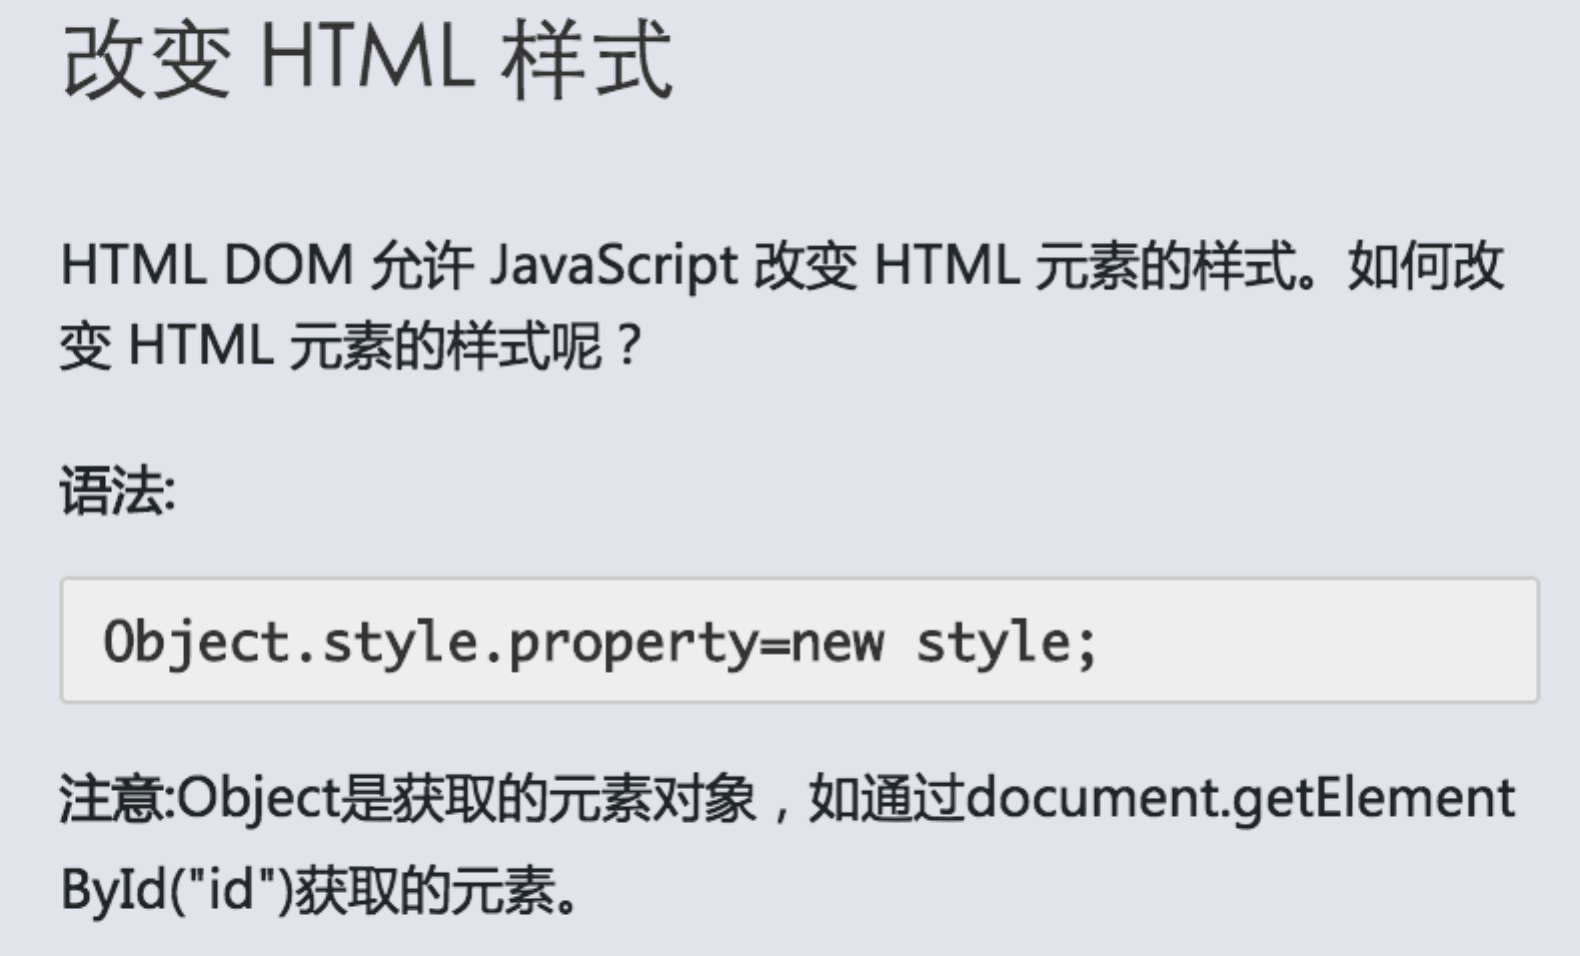 改变 HTML 样式
HTML DOM 允许 JavaScript 改变 HTML 元素的样式。如何改
变 HTML 元素的样式呢？
语法:
Object.style.property=new style;
注意:Object是获取的元素对象，如通过document.getElement
ById("id")获取的元素。